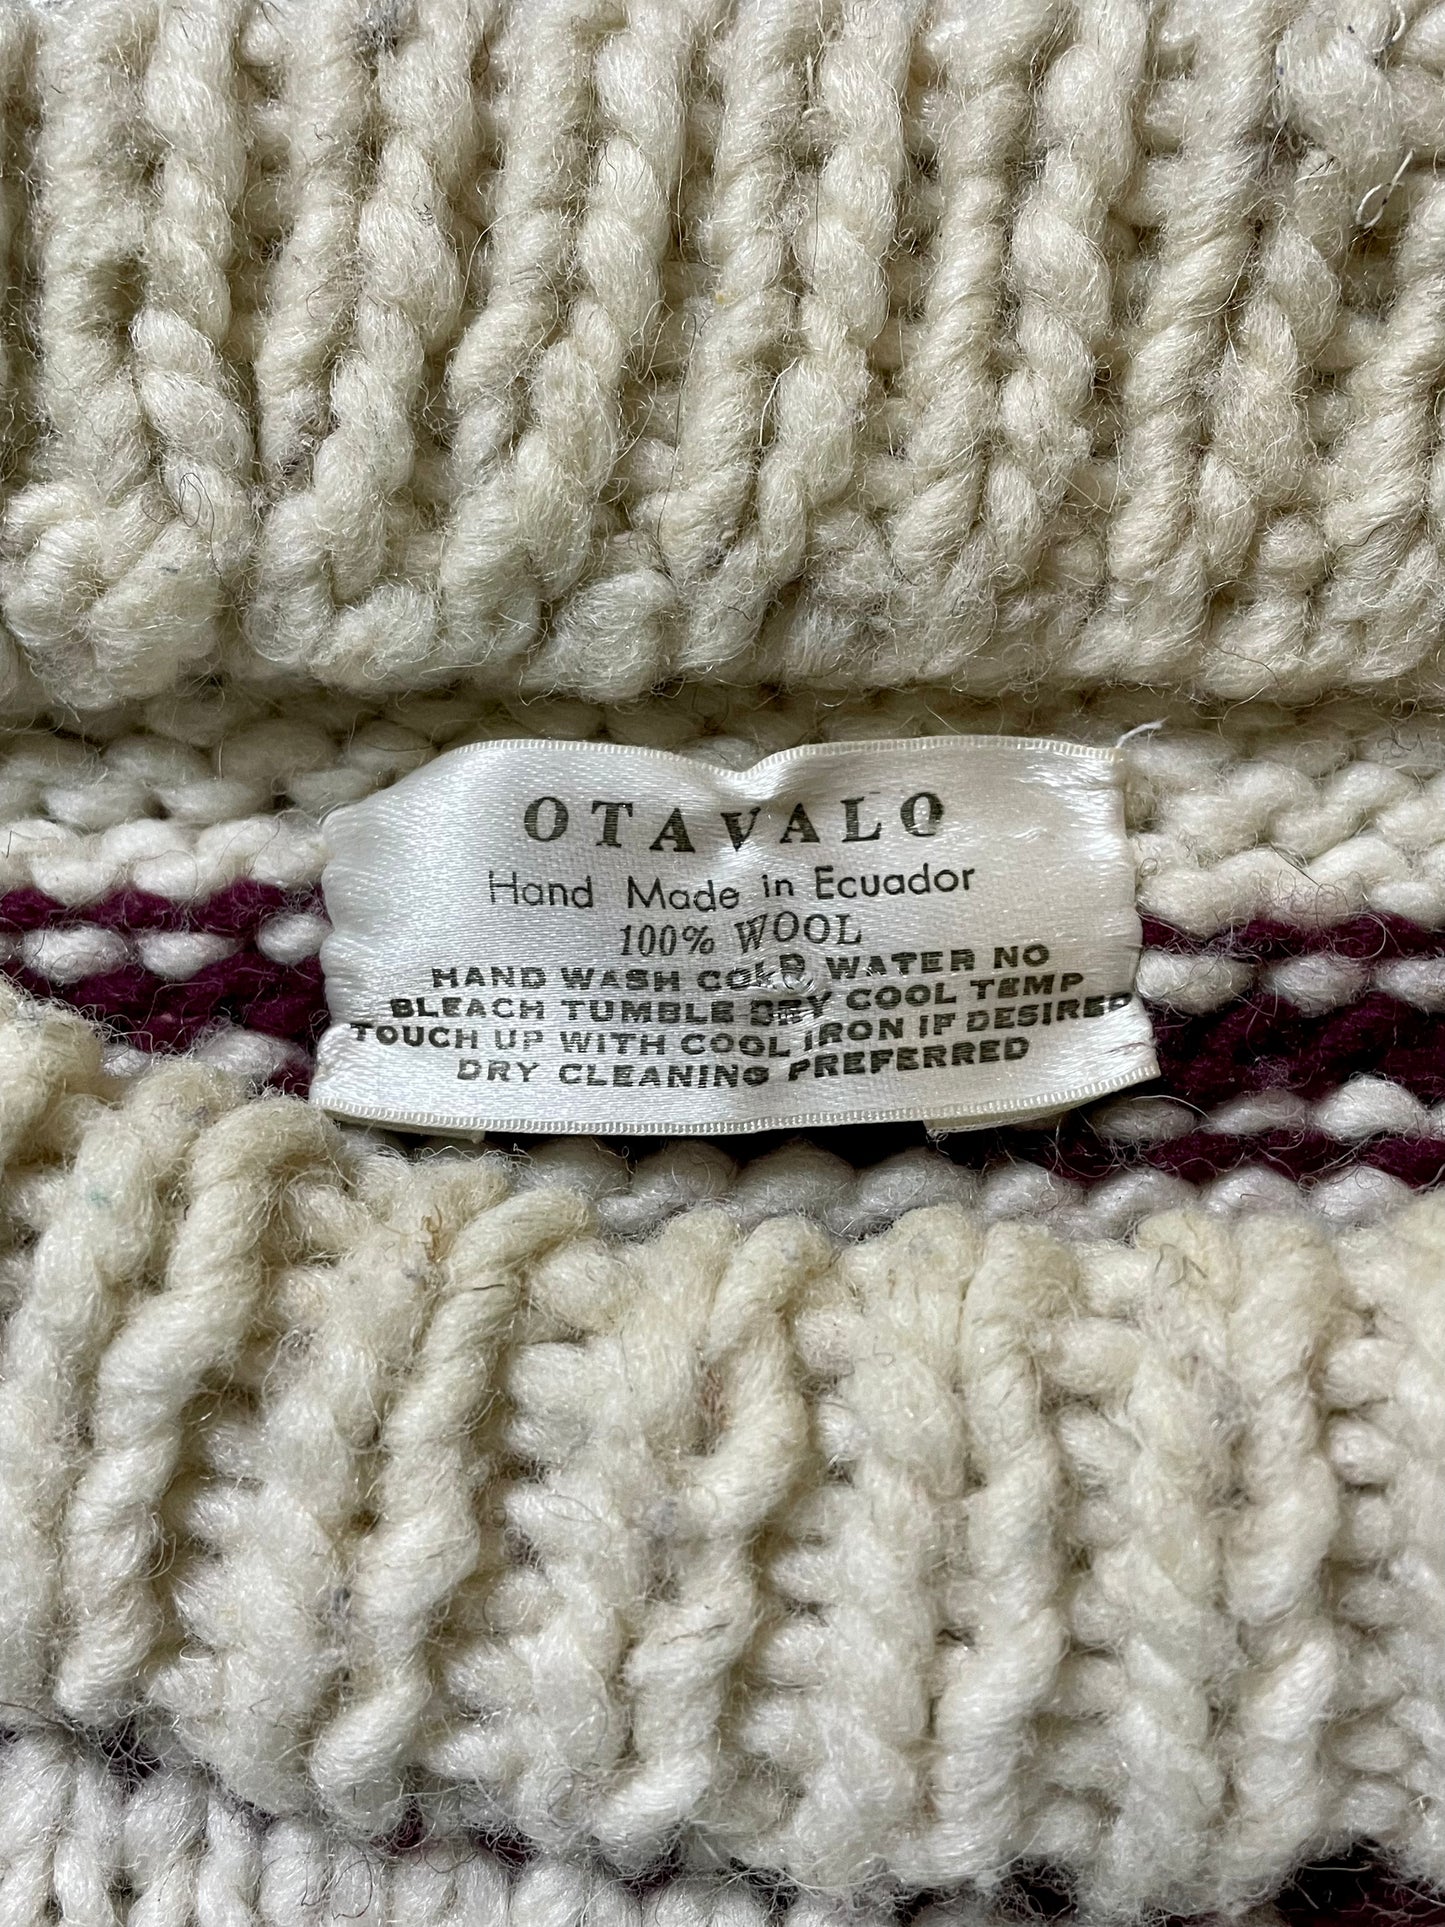 OTAVALO
Hand Made in Ecuador
100% WOOL
HAND WASH COLD WATER NO
BLEACH TUMBLE DRY COOL TEMP
TOUCH UP WITH COOL IRON IF DESIRED
DRY CLEANING PREFERRED